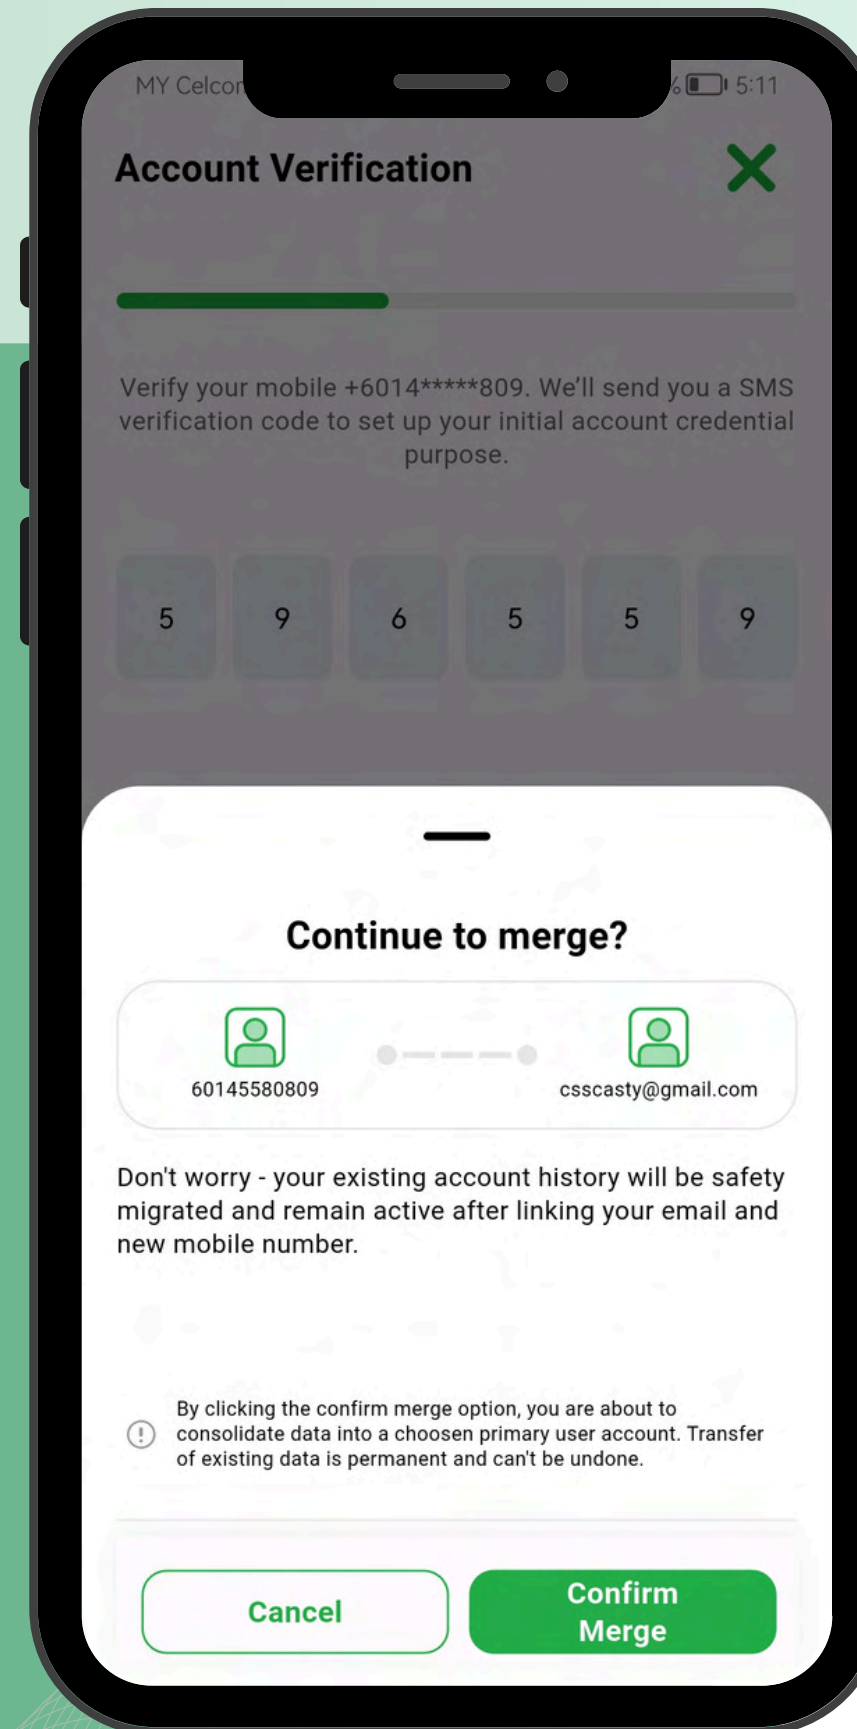 MY Celcom
% 5:11
Account Verification
Verify your mobile +6014*****809. We’ll send you a SMS
verification code to set up your initial account credential
purpose.
5 9 6 5 5 9
Continue to merge?
60145580809 csscasty@gmail.com
Don't worry - your existing account history will be safety
migrated and remain active after linking your email and
new mobile number.
By clicking the confirm merge option, you are about to
consolidate data into a choosen primary user account. Transfer
of existing data is permanent and can't be undone.
Cancel
Confirm
Merge